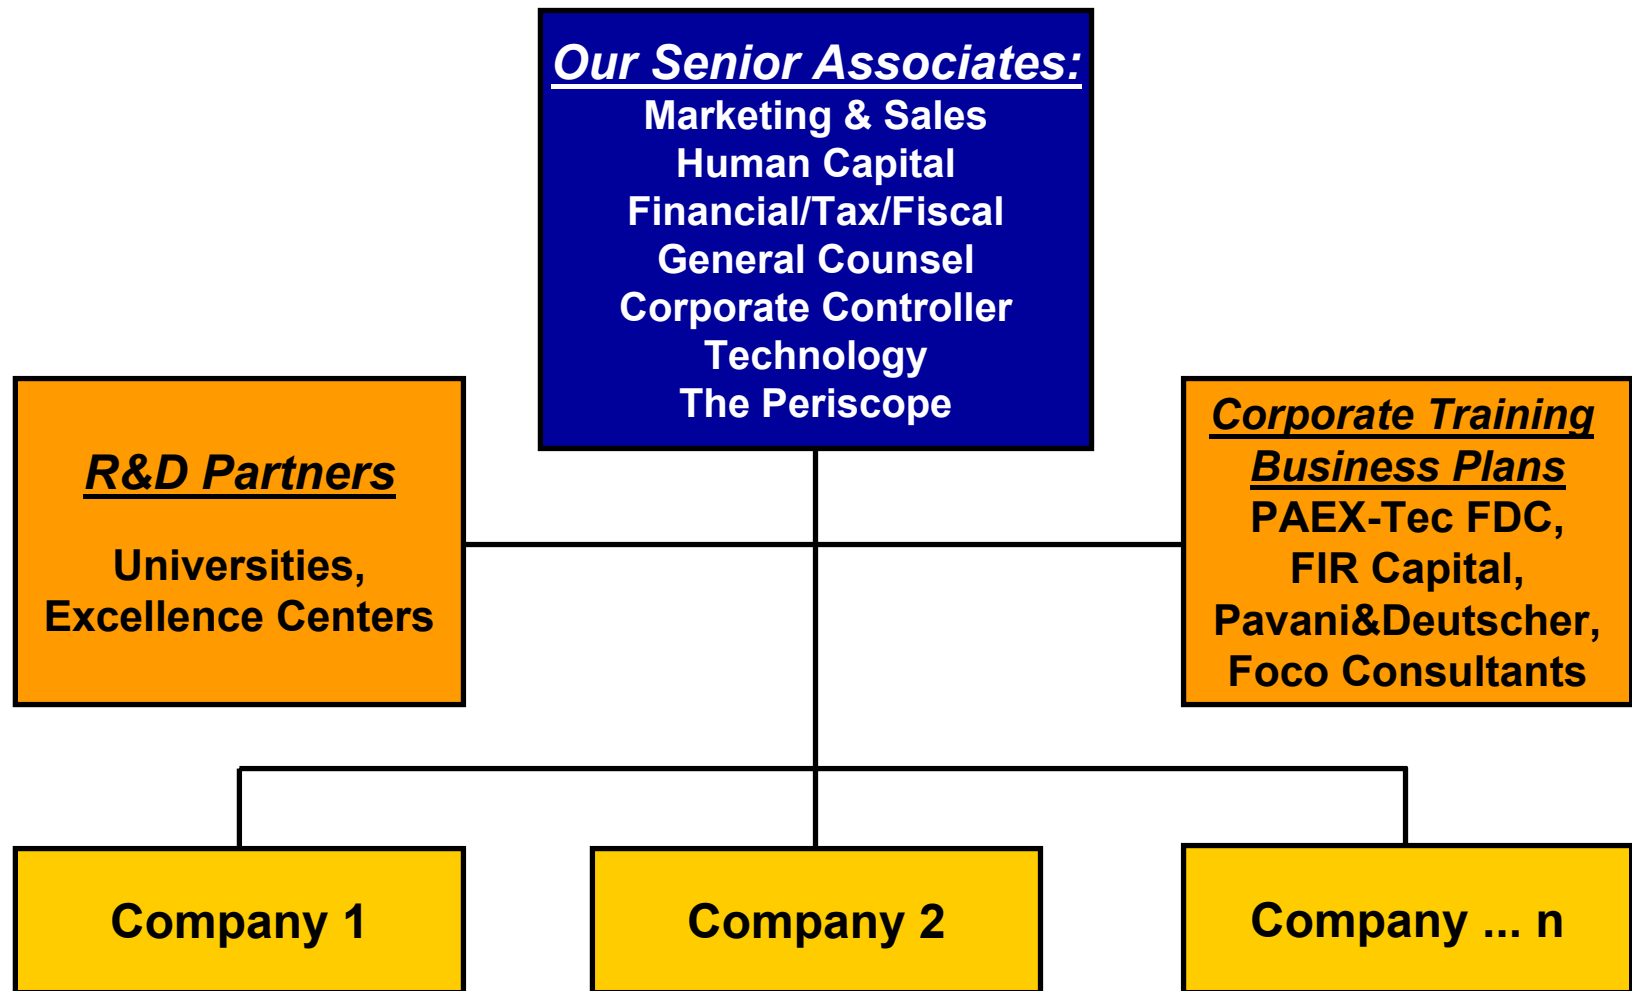 Our Senior Associates:
Marketing & Sales
Human Capital
Financial/Tax/Fiscal
General Counsel
Corporate Controller
Technology
The Periscope
R&D Partners
Universities,
Excellence Centers
Corporate Training
Business Plans
PAEX-Tec FDC,
FIR Capital,
Pavani&Deutscher,
Foco Consultants
Company 1
Company 2
Company ... n